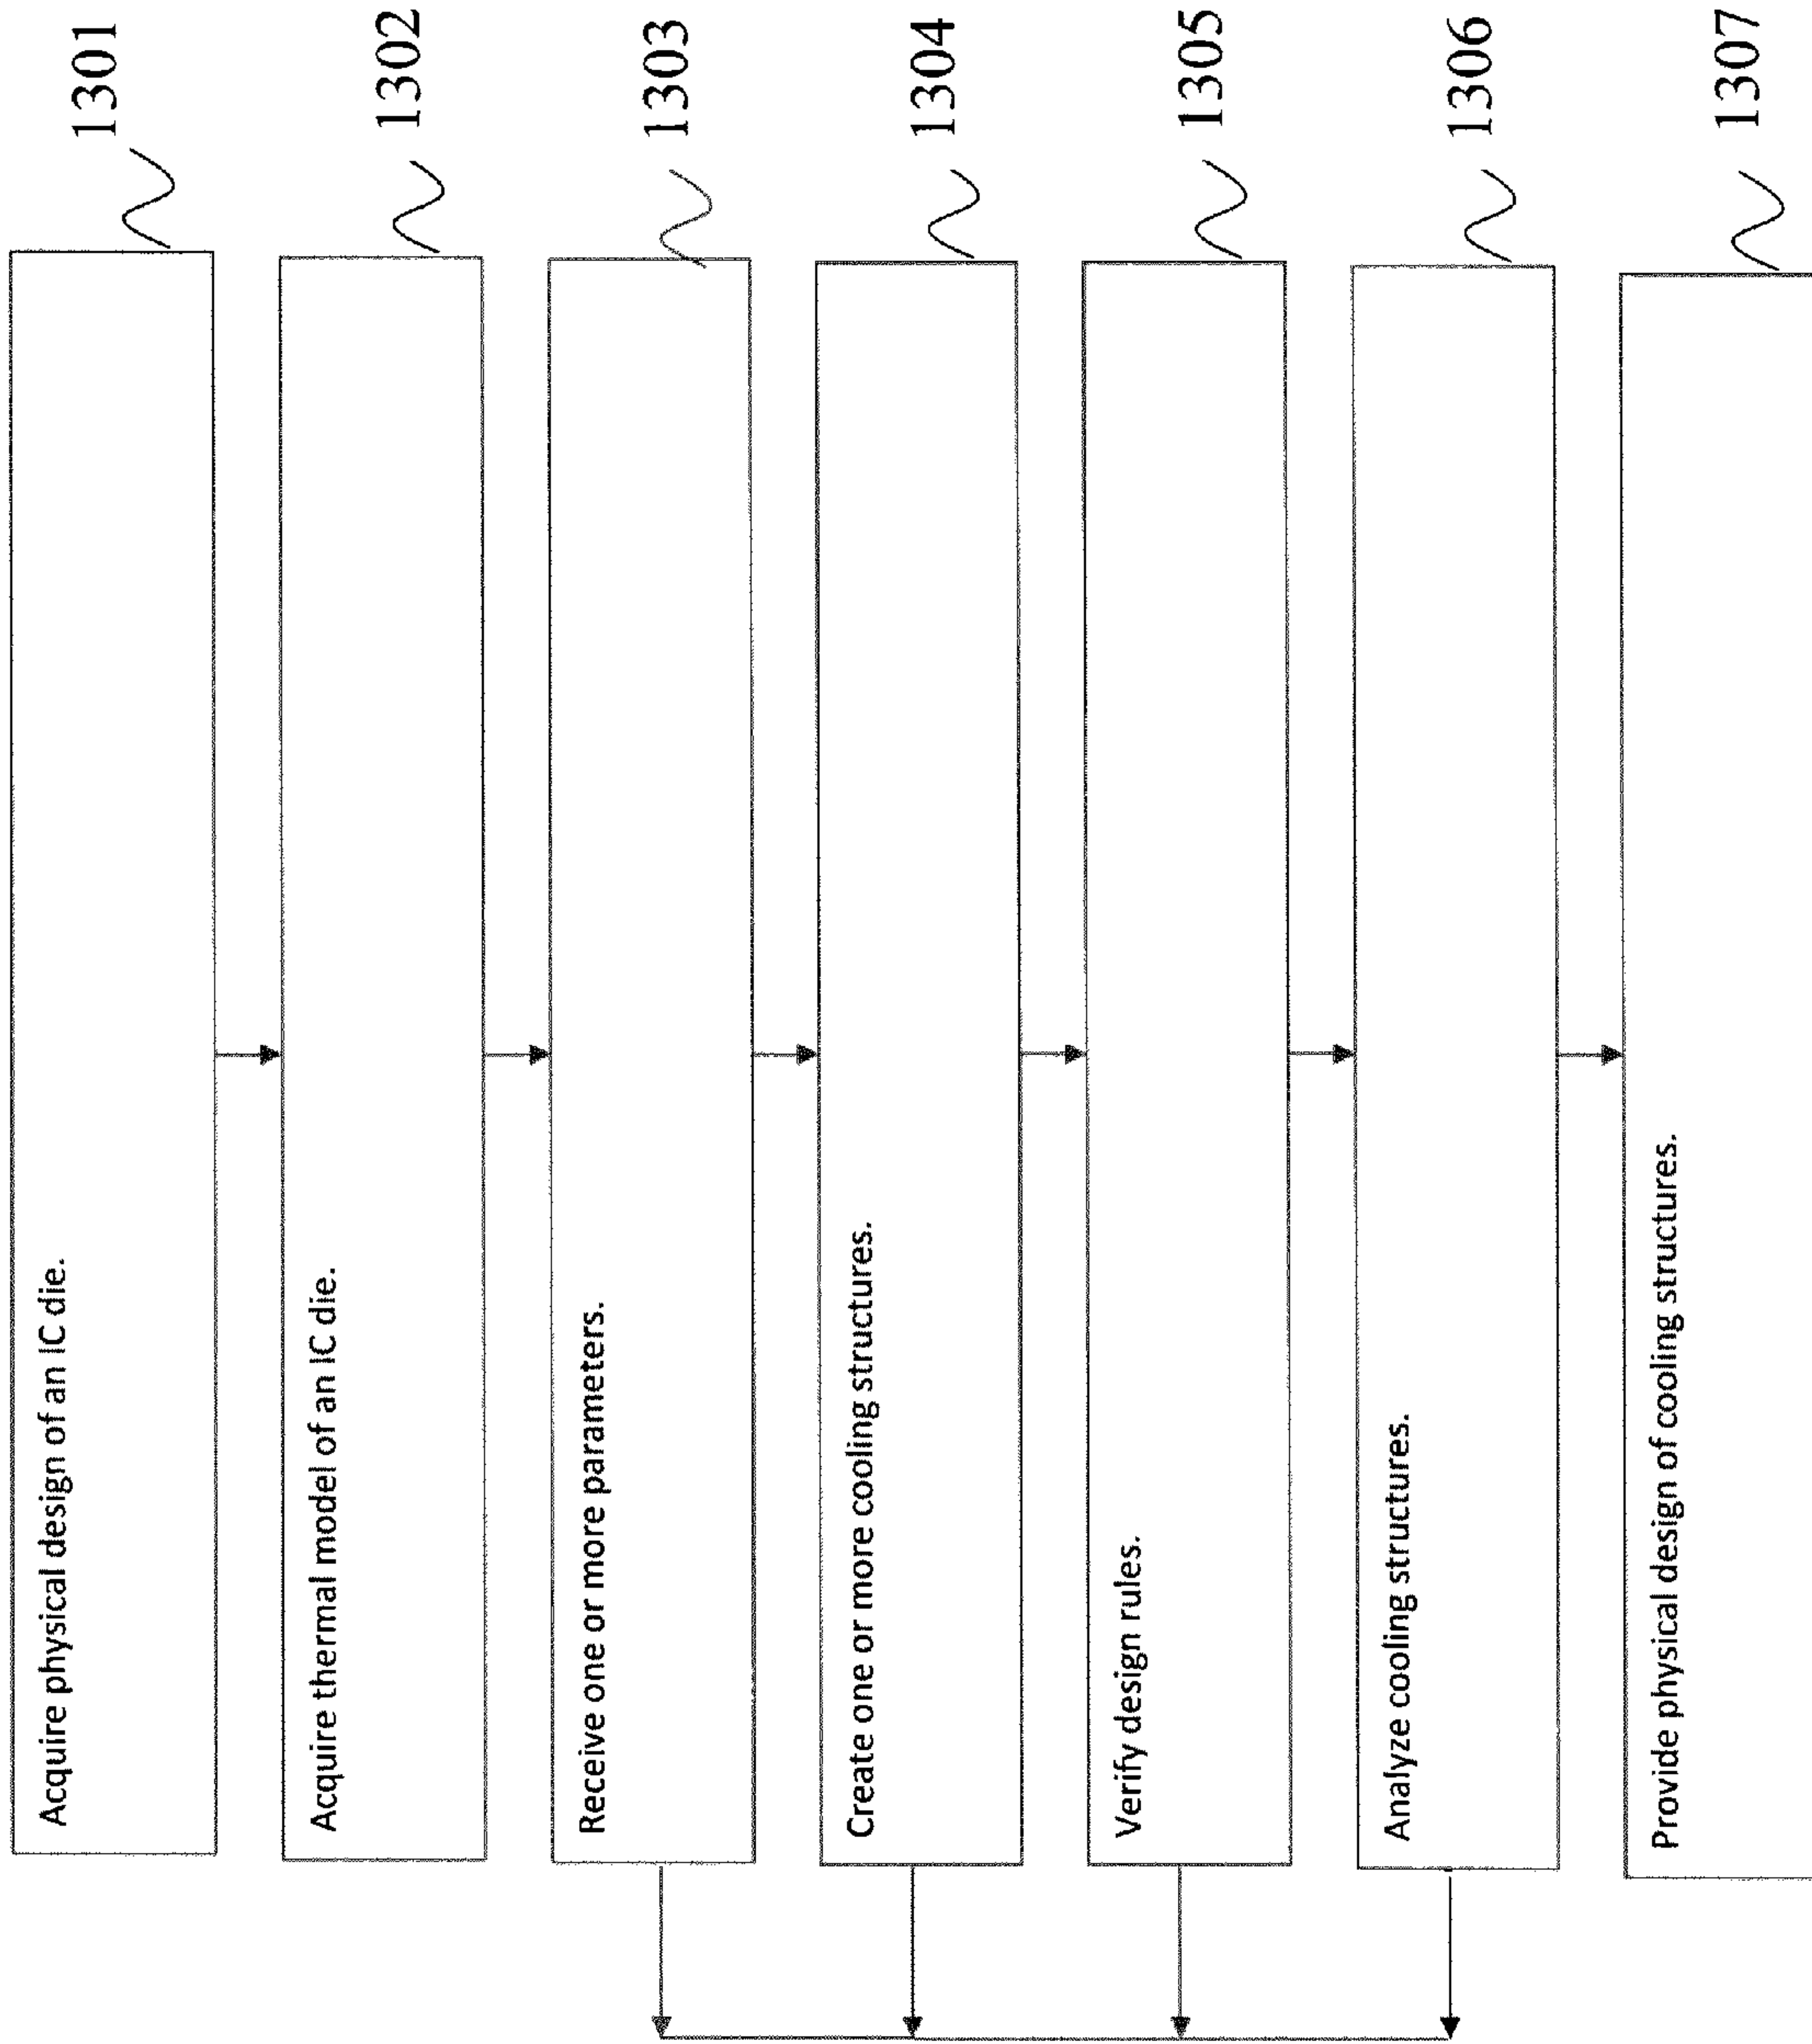 Acquire physical design of an IC die.
1301
Acquire thermal model of an IC die.
1302
Receive one or more parameters.
1303
Create one or more cooling structures.
1304
Verify design rules.
1305
Analyze cooling structures.
1306
Provide physical design of cooling structures.
1307